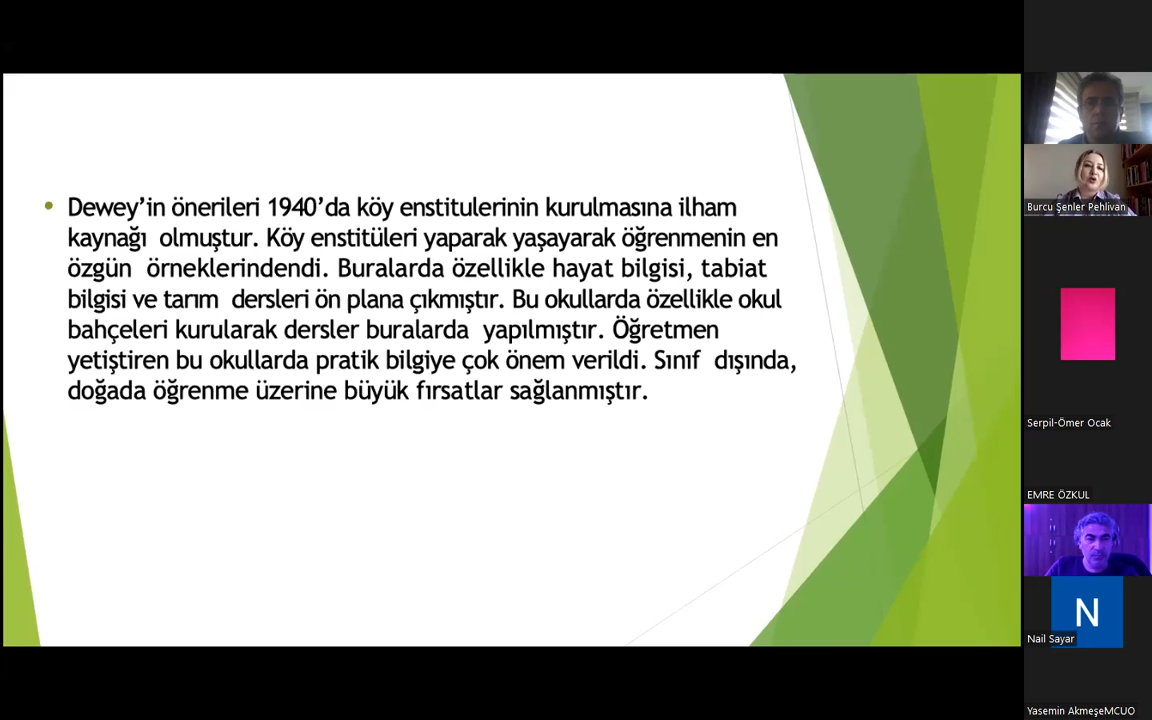 Dewey’in önerileri 1940’da köy enstitulerinin kurulmasına ilham
kaynağı olmuştur. Köy enstitüleri yaparak yaşayarak öğrenmenin en
özgün örneklerindendi. Buralarda özellikle hayat bilgisi, tabiat
bilgisi ve tarım dersleri ön plana çıkmıştır. Bu okullarda özellikle okul
bahçeleri kurularak dersler buralarda yapılmıştır. Öğretmen
yetiştiren bu okullarda pratik bilgiye çok önem verildi. Sınıf dışında,
doğada öğrenme üzerine büyük fırsatlar sağlanmıştır.
Burcu Şenler Pehlivan
Serpil-Ömer Ocak
EMRE ÖZKUL
N
Nail Sayar
Yasemin AkmeşeMCUO